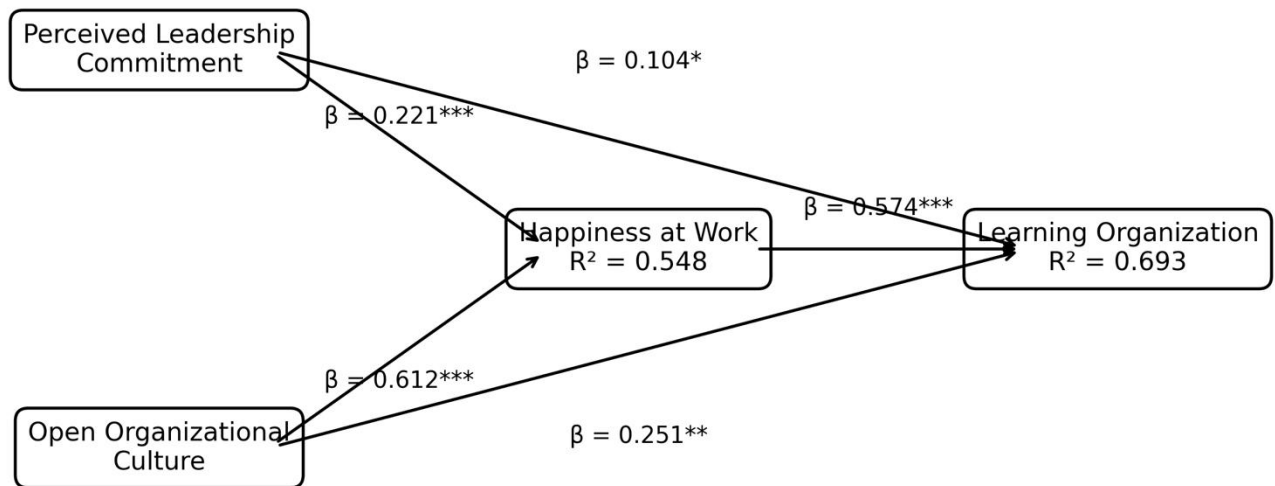 Perceived Leadership
Commitment
β = 0.104*
β = 0.221***
β = 0.574***
Happiness at Work
R² = 0.548
Learning Organization
R² = 0.693
β = 0.612***
Open Organizational
Culture
β = 0.251**